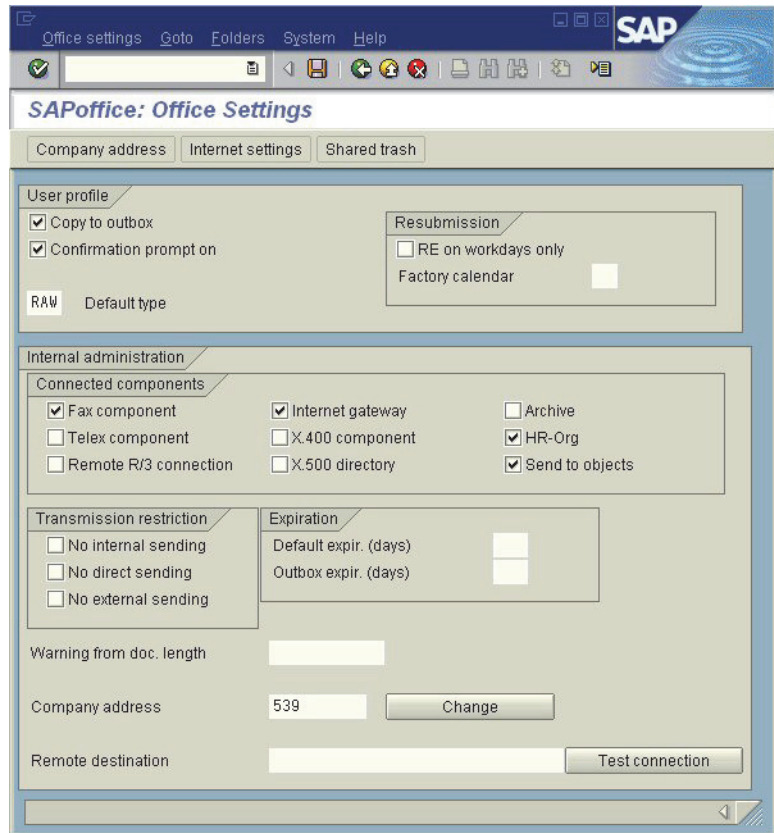 Office settings Goto Folders System Help
SAP
SAPoffice: Office Settings
Company address Internet settings Shared trash
User profile
Copy to outbox
Resubmission
Confirmation prompt on
RE on workdays only
Factory calendar
RAW Default type
Internal administration
Connected components
Fax component Internet gateway Archive
Telex component X.400 component HR-Org
Remote R/3 connection X.500 directory Send to objects
Transmission restriction Expiration
No internal sending Default expir. (days)
No direct sending Outbox expir. (days)
No external sending
Warning from doc. length
Company address 539 Change
Remote destination Test connection